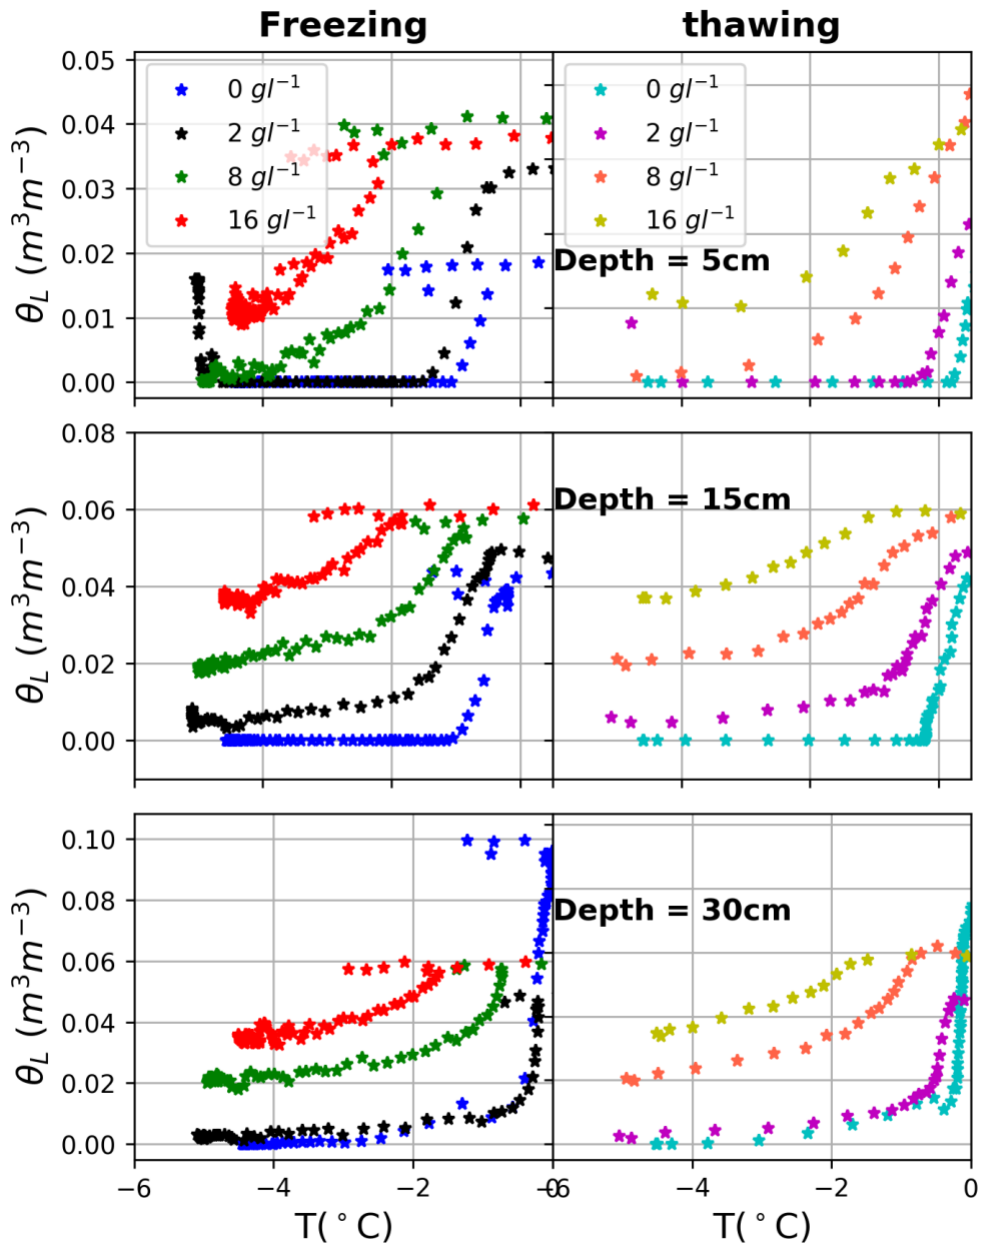 Freezing
thawing
0.05
0.04
0.03
0.02
0.01
0.00
θ_L (m³m⁻³)
0 gl⁻¹
2 gl⁻¹
8 gl⁻¹
16 gl⁻¹
0 gl⁻¹
2 gl⁻¹
8 gl⁻¹
16 gl⁻¹
Depth = 5cm
0.08
0.06
0.04
0.02
0.00
θ_L (m³m⁻³)
Depth = 15cm
0.10
0.08
0.06
0.04
0.02
0.00
θ_L (m³m⁻³)
Depth = 30cm
−6
−4
−2
0
−6
−4
−2
0
T(°C)
T(°C)